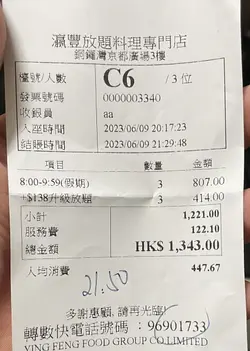 瀛豐放題料理專門店
銅鑼灣京都廣場3樓
檯號/人數 C6 / 3 位
發票號碼 0000003340
收銀員 aa
入座時間 2023/06/09 20:17:23
結賬時間 2023/06/09 21:29:48
項目 數量 金額
8:00-9:59(假期) 3 807.00
+$138升級放題 3 414.00
小計 1,221.00
服務費 122.10
總金額 HK$ 1,343.00
人均消費 447.67
21:50
多謝惠顧, 請再光臨
轉數快電話號碼 : 96901733
YING FENG FOOD GROUP CO LIMITED